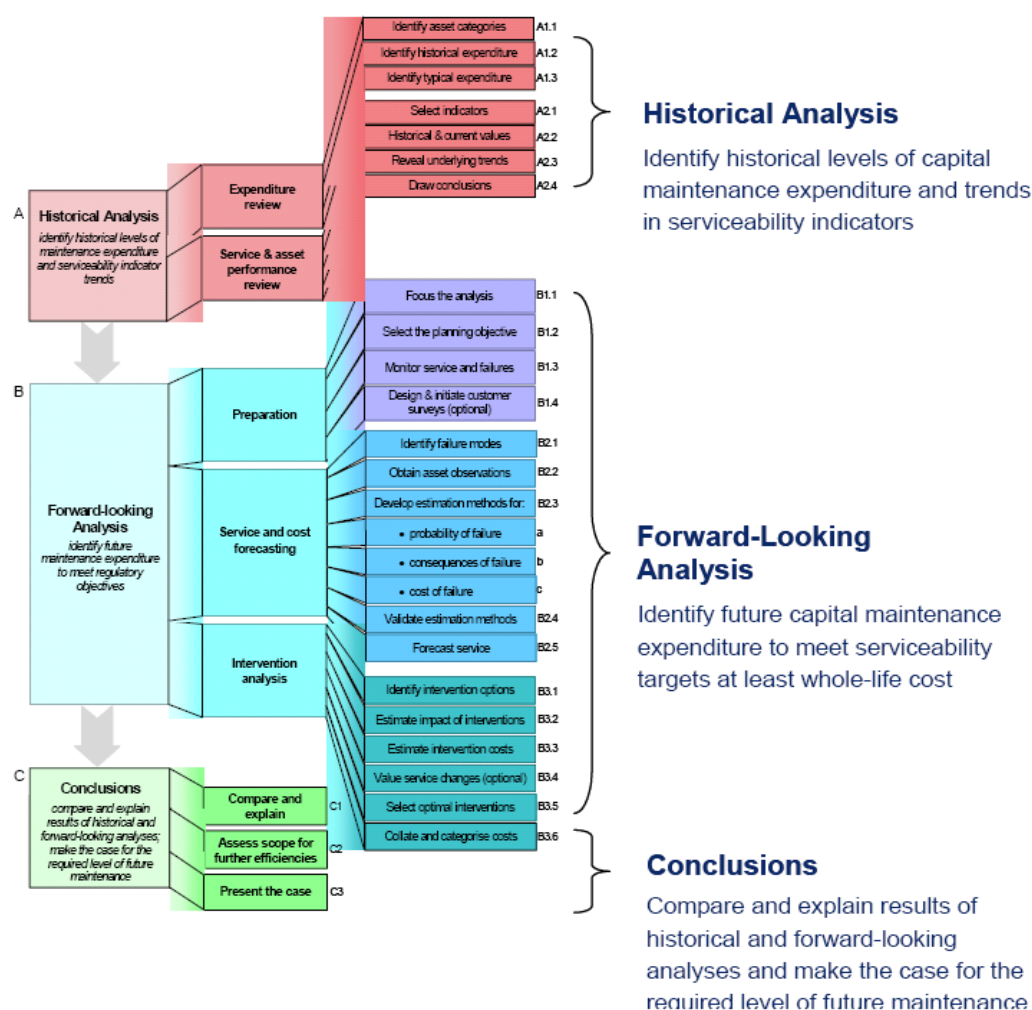 A
Historical Analysis
identify historical levels of
maintenance expenditure
and serviceability indicator
trends
Expenditure
review
Service & asset
performance
review
Identify asset categories A1.1
Identify historical expenditure A1.2
Identify typical expenditure A1.3
Select indicators A2.1
Historical & current values A2.2
Reveal underlying trends A2.3
Draw conclusions A2.4
Historical Analysis
Identify historical levels of capital
maintenance expenditure and trends
in serviceability indicators
B
Forward-looking
Analysis
identify future
maintenance expenditure
to meet regulatory
objectives
Preparation
Service and cost
forecasting
Intervention
analysis
Focus the analysis B1.1
Select the planning objective B1.2
Monitor service and failures B1.3
Design & initiate customer
surveys (optional) B1.4
Identify failure modes B2.1
Obtain asset observations B2.2
Develop estimation methods for: B2.3
• probability of failure a
• consequences of failure b
• cost of failure c
Validate estimation methods B2.4
Forecast service B2.5
Identify intervention options B3.1
Estimate impact of interventions B3.2
Estimate intervention costs B3.3
Value service changes (optional) B3.4
Select optimal interventions B3.5
Collate and categorise costs B3.6
Forward-Looking
Analysis
Identify future capital maintenance
expenditure to meet serviceability
targets at least whole-life cost
C
Conclusions
compare and explain
results of historical and
forward-looking analyses;
make the case for the
required level of future
maintenance
Compare and
explain C1
Assess scope for
further efficiencies C2
Present the case C3
Conclusions
Compare and explain results of
historical and forward-looking
analyses and make the case for the
required level of future maintenance